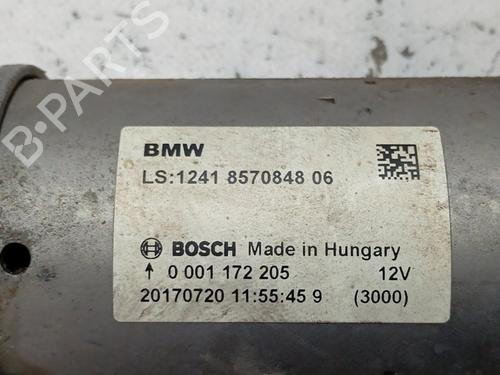 B-PARTS
BMW
LS:1241 8570848 06
BOSCH Made in Hungary
0 001 172 205 12V
20170720 11:55:45 9 (3000)
B-PARTS